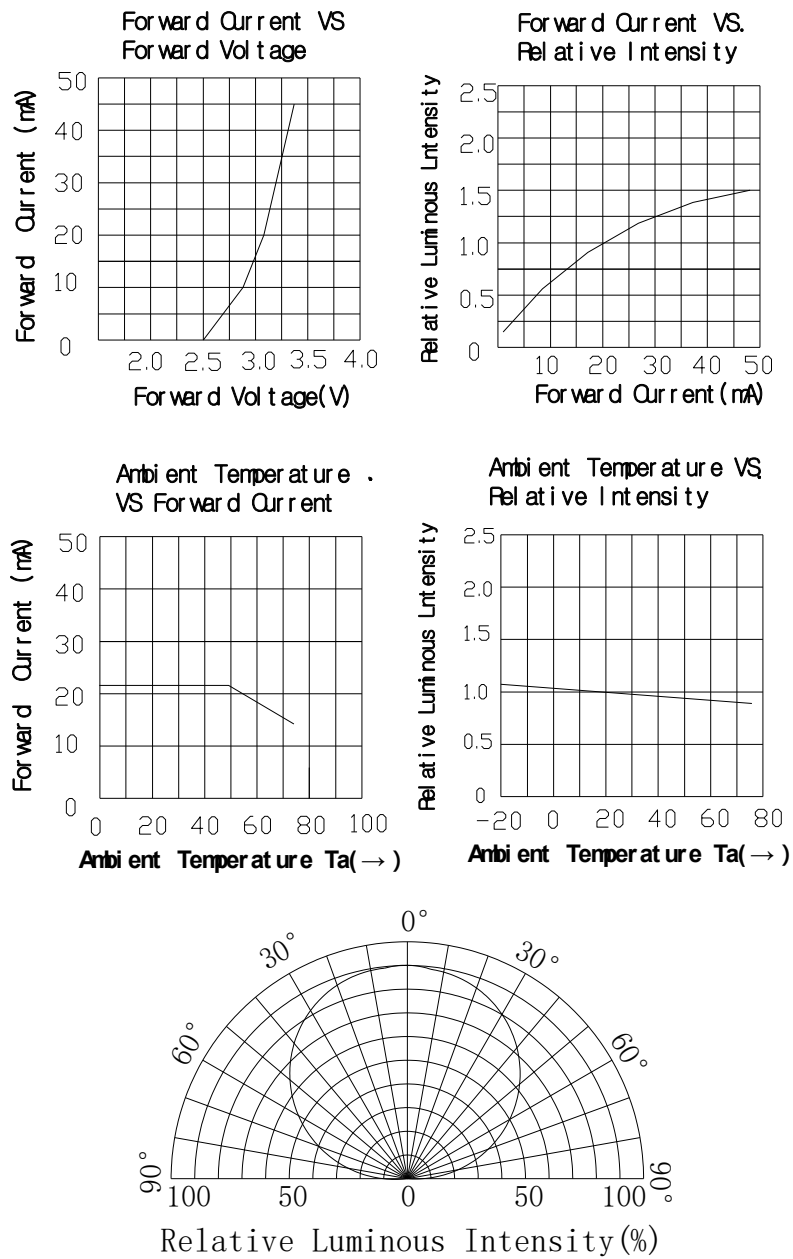 Forward Current VS
Forward Voltage
Forward Current (mA)
50
40
30
20
10
0
2.0 2.5 3.0 3.5 4.0
Forward Voltage(V)
Forward Current VS.
Relative Intensity
Relative Luminous Lntensity
2.5
2.0
1.5
1.0
0.5
0
10 20 30 40 50
Forward Current(mA)
Ambient Temperature .
VS Forward Current
Forward Current (mA)
50
40
30
20
10
0
0 20 40 60 80 100
Ambient Temperature Ta(→)
Ambient Temperature VS.
Relative Intensity
Relative Luminous Lntensity
2.5
2.0
1.5
1.0
0.5
0
-20 0 20 40 60 80
Ambient Temperature Ta(→)
0°
30° 30°
60° 60°
90° 90°
100 50 0 50 100
Relative Luminous Intensity(%)